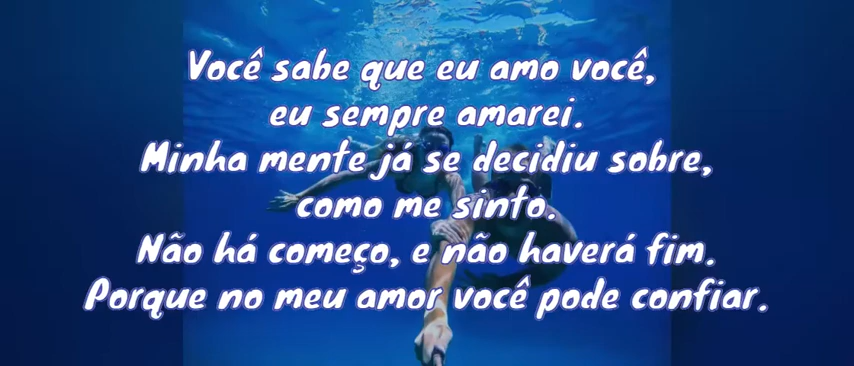 Você sabe que eu amo você,
eu sempre amarei.
Minha mente já se decidiu sobre,
como me sinto.
Não há começo, e não haverá fim.
Porque no meu amor você pode confiar.